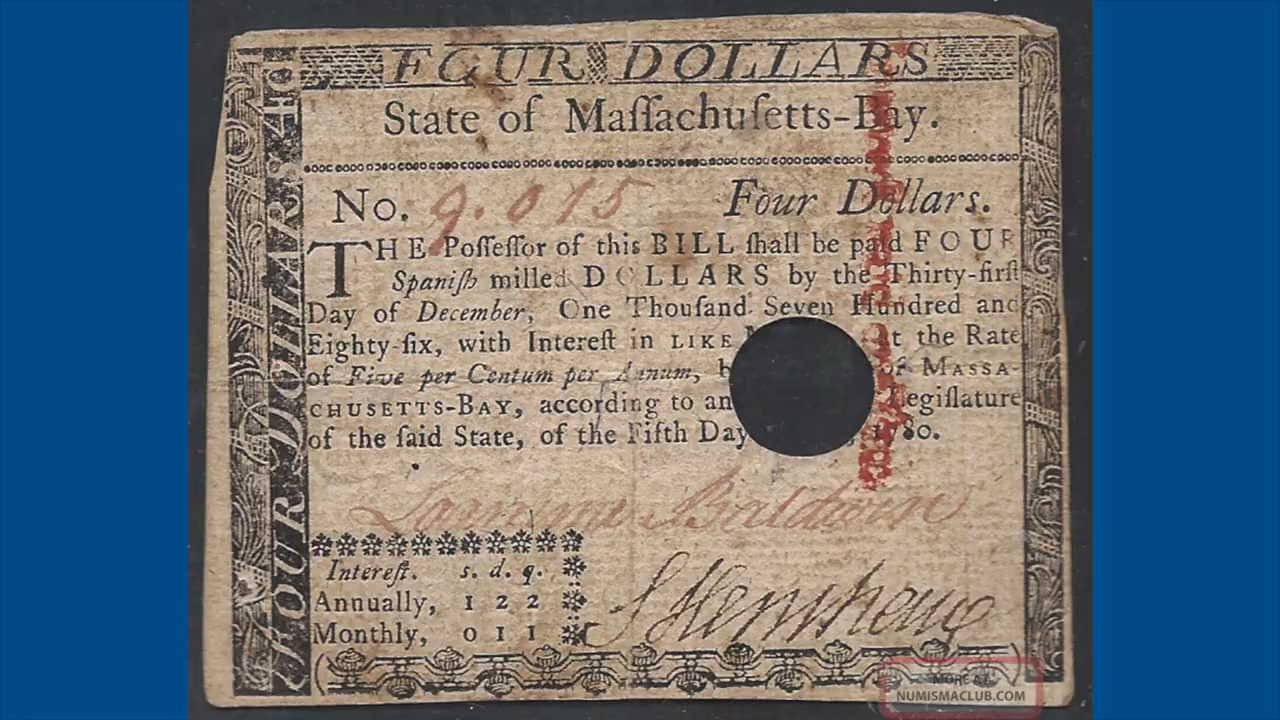 FOUR DOLLARS
State of Maſſachuſetts-Bay.
No. 9.015 Four Dollars.
THE Poſſeſſor of this BILL ſhall be paid FOUR
Spaniſh milled DOLLARS by the Thirty-firſt
Day of December, One Thouſand Seven Hundred and
Eighty-ſix, with Intereſt in LIKE at the Rate
of Five per Centum per Annum, of MASSA-
CHUSETTS-BAY, according to an Legiſlature
of the ſaid State, of the Fifth Day 1780.
Baldwin
Intereſt. s. d. q.
Annually, 1 2 2
Monthly, 0 1 1
FOUR DOLLARS
MORE AT
NUMISMACLUB.COM